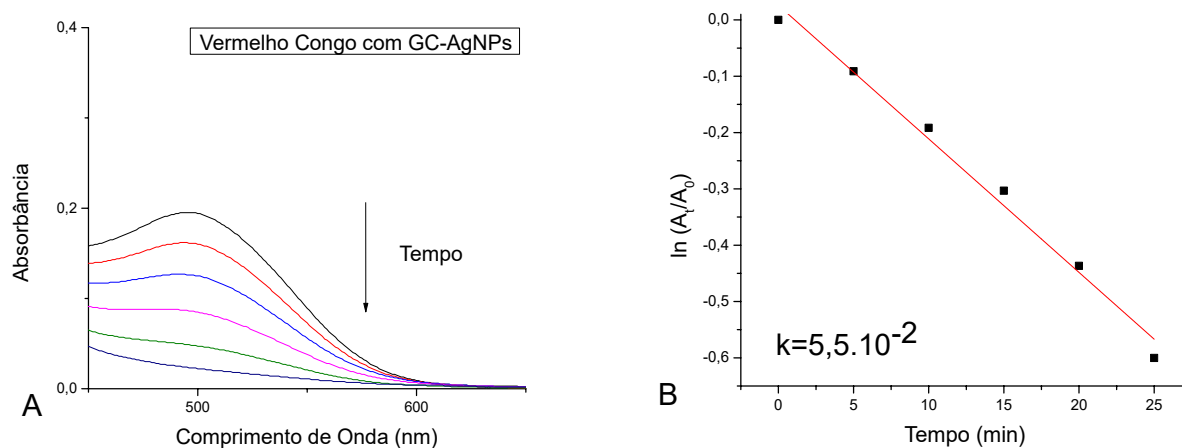 0,4
Vermelho Congo com GC-AgNPs
0,2
Tempo
0,0
500
600
Absorbância
Comprimento de Onda (nm)
A
0,0
-0,1
-0,2
-0,3
-0,4
-0,5
-0,6
ln (At/A0)
k=5,5.10-2
0
5
10
15
20
25
Tempo (min)
B